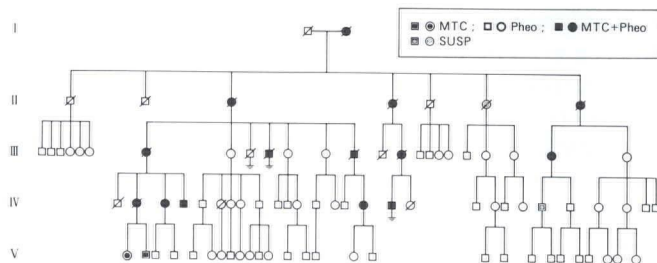 I
MTC ; Pheo ; MTC+Pheo
SUSP
II
III
IV
V